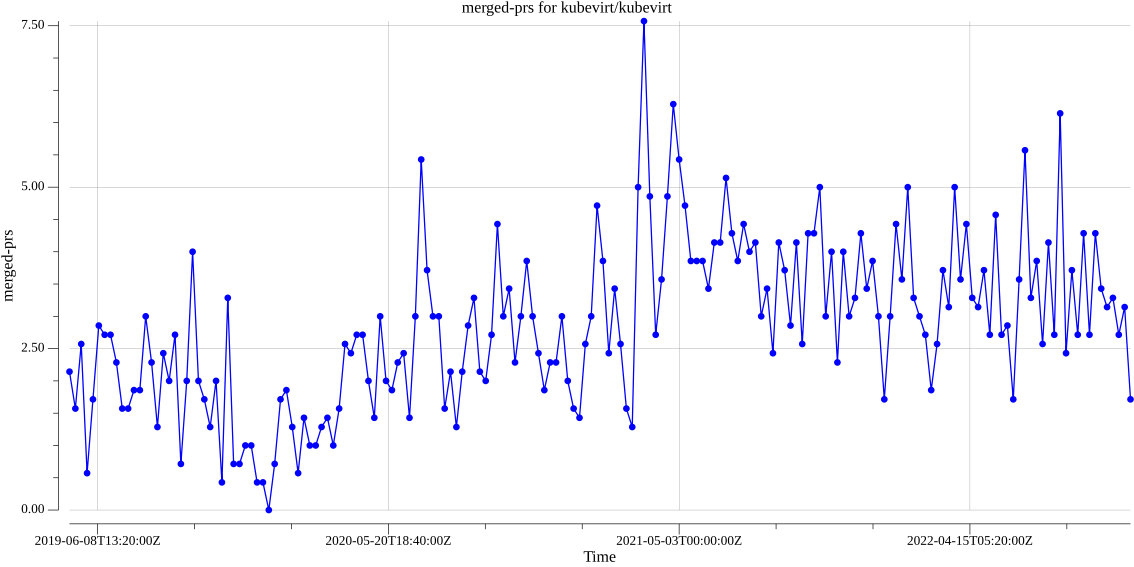 merged-prs for kubevirt/kubevirt
7.50
5.00
2.50
0.00
merged-prs
2019-06-08T13:20:00Z
2020-05-20T18:40:00Z
2021-05-03T00:00:00Z
2022-04-15T05:20:00Z
Time